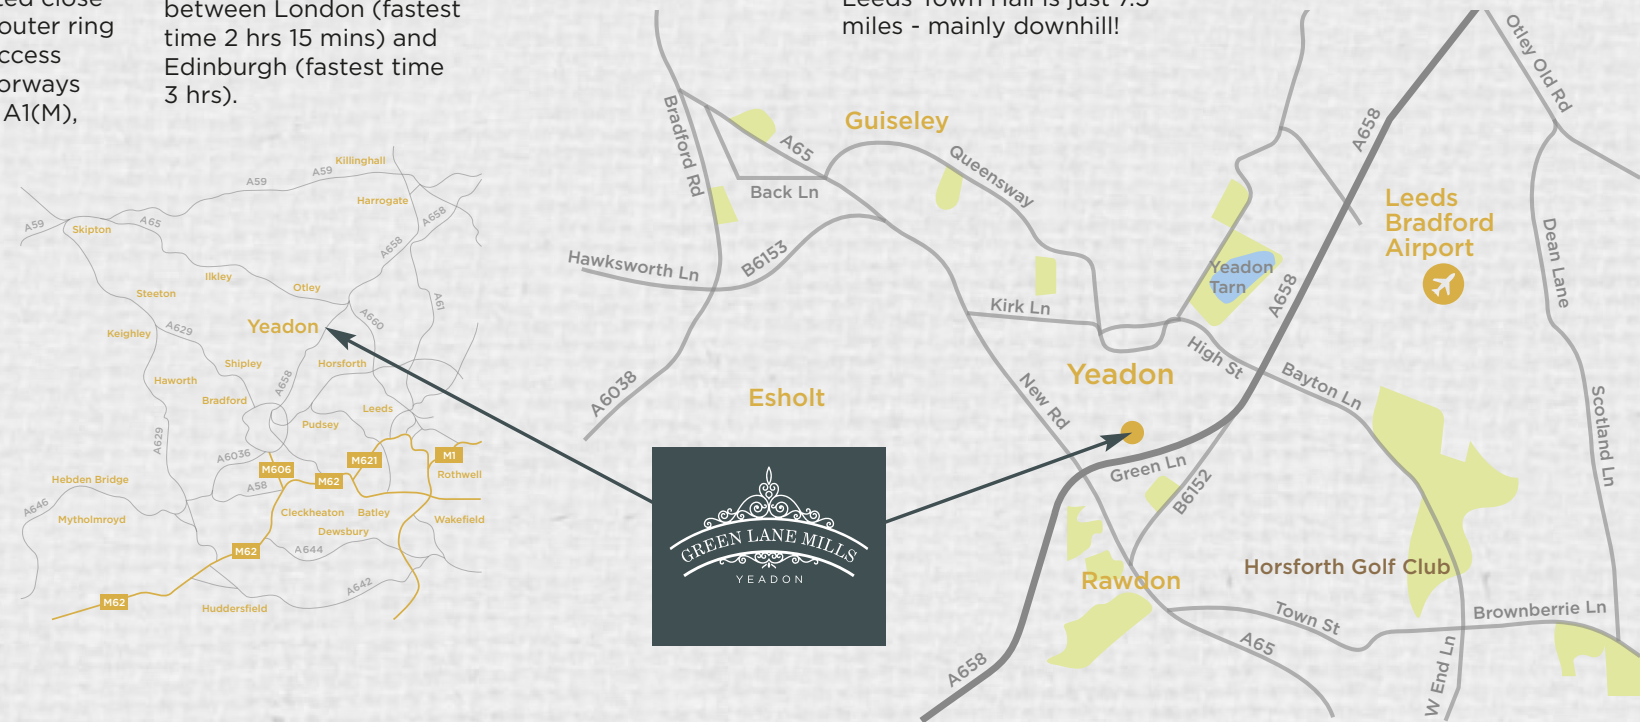 ted close
outer ring
ccess
orways
A1(M),
between London (fastest
time 2 hrs 15 mins) and
Edinburgh (fastest time
3 hrs).
miles - mainly downhill!
Killinghall
A59
A59
Harrogate
A59
Skipton
A65
A658
A658
Ilkley
Otley
Steeton
A61
Keighley
A629
Yeadon
A660
Shipley
Horsforth
Haworth
A658
Bradford
Leeds
Pudsey
A629
A6036
M606
M621
M1
Rothwell
M62
A58
Hebden Bridge
A646
Mytholmroyd
Cleckheaton
Batley
Wakefield
Dewsbury
M62
A644
A642
M62
Huddersfield
GREEN LANE MILLS
YEADON
Bradford Rd
A65
Guiseley
Queensway
Back Ln
Hawksworth Ln
B6153
A6038
Esholt
Kirk Ln
New Rd
Yeadon
Yeadon
Tarn
High St
A658
A658
Otley Old Rd
Leeds
Bradford
Airport
Dean Lane
Bayton Ln
Scotland Ln
Green Ln
B6152
Rawdon
Horsforth Golf Club
Town St
A65
Brownberrie Ln
W End Ln
A658